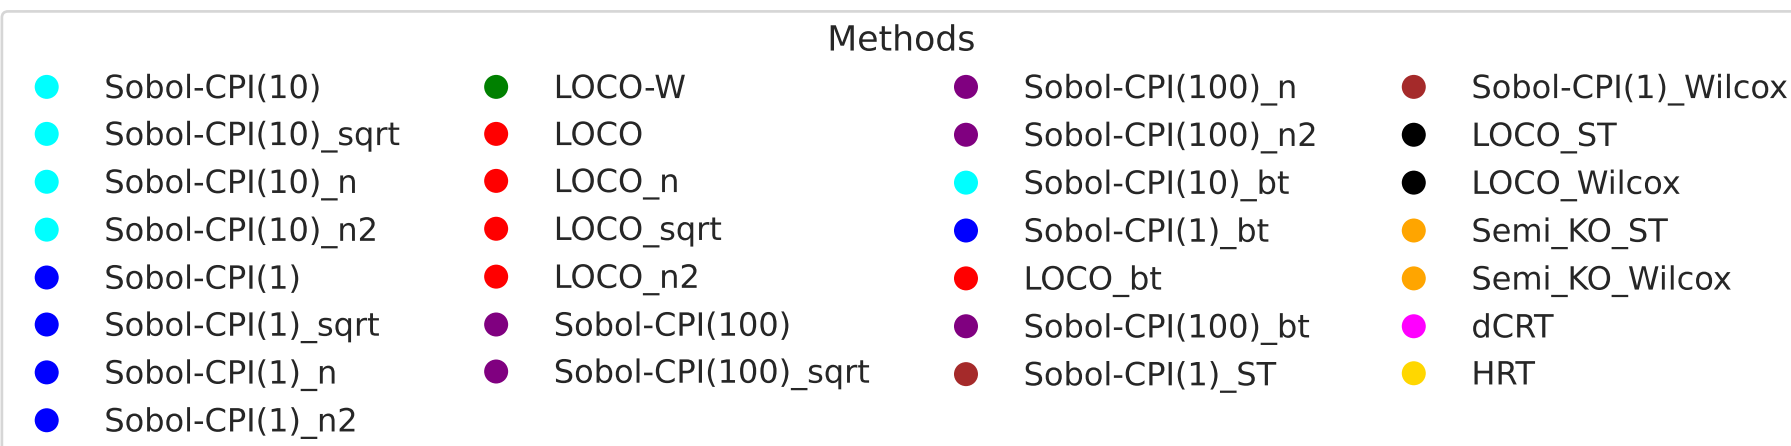 Methods
Sobol-CPI(10)
Sobol-CPI(10)_sqrt
Sobol-CPI(10)_n
Sobol-CPI(10)_n2
Sobol-CPI(1)
Sobol-CPI(1)_sqrt
Sobol-CPI(1)_n
Sobol-CPI(1)_n2
LOCO-W
LOCO
LOCO_n
LOCO_sqrt
LOCO_n2
Sobol-CPI(100)
Sobol-CPI(100)_sqrt
Sobol-CPI(100)_n
Sobol-CPI(100)_n2
Sobol-CPI(10)_bt
Sobol-CPI(1)_bt
LOCO_bt
Sobol-CPI(100)_bt
Sobol-CPI(1)_ST
Sobol-CPI(1)_Wilcox
LOCO_ST
LOCO_Wilcox
Semi_KO_ST
Semi_KO_Wilcox
dCRT
HRT